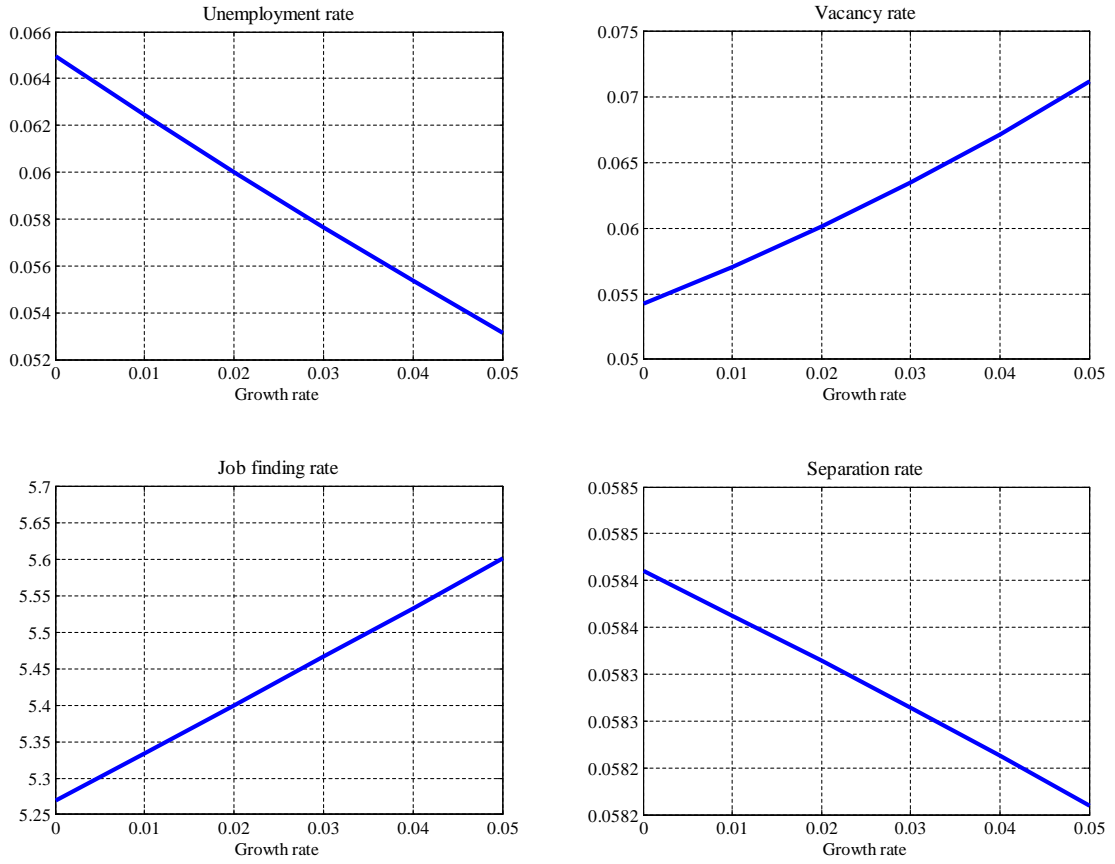 Unemployment rate
0.066
0.064
0.062
0.06
0.058
0.056
0.054
0.052
0 0.01 0.02 0.03 0.04 0.05
Growth rate
Vacancy rate
0.075
0.07
0.065
0.06
0.055
0.05
0 0.01 0.02 0.03 0.04 0.05
Growth rate
Job finding rate
5.7
5.65
5.6
5.55
5.5
5.45
5.4
5.35
5.3
5.25
0 0.01 0.02 0.03 0.04 0.05
Growth rate
Separation rate
0.0585
0.0585
0.0584
0.0584
0.0583
0.0583
0.0582
0.0582
0 0.01 0.02 0.03 0.04 0.05
Growth rate